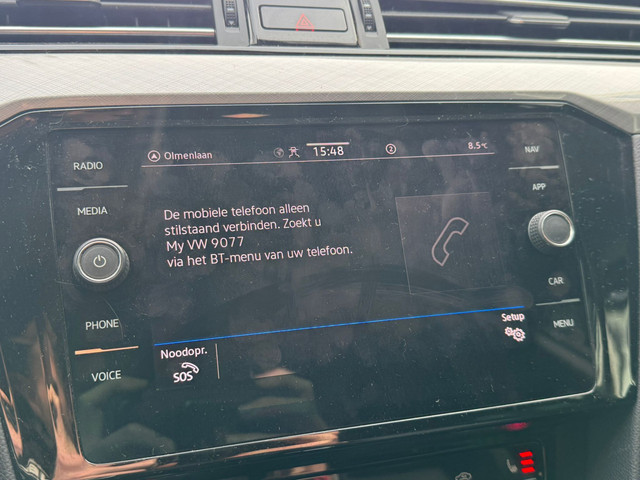 RADIO
MEDIA
PHONE
VOICE
Olmenlaan
15:48
2
8.5°C
De mobiele telefoon alleen
stilstaand verbinden. Zoekt u
My VW 9077
via het BT-menu van uw telefoon.
Noodopr.
SOS
Setup
NAV
APP
CAR
MENU